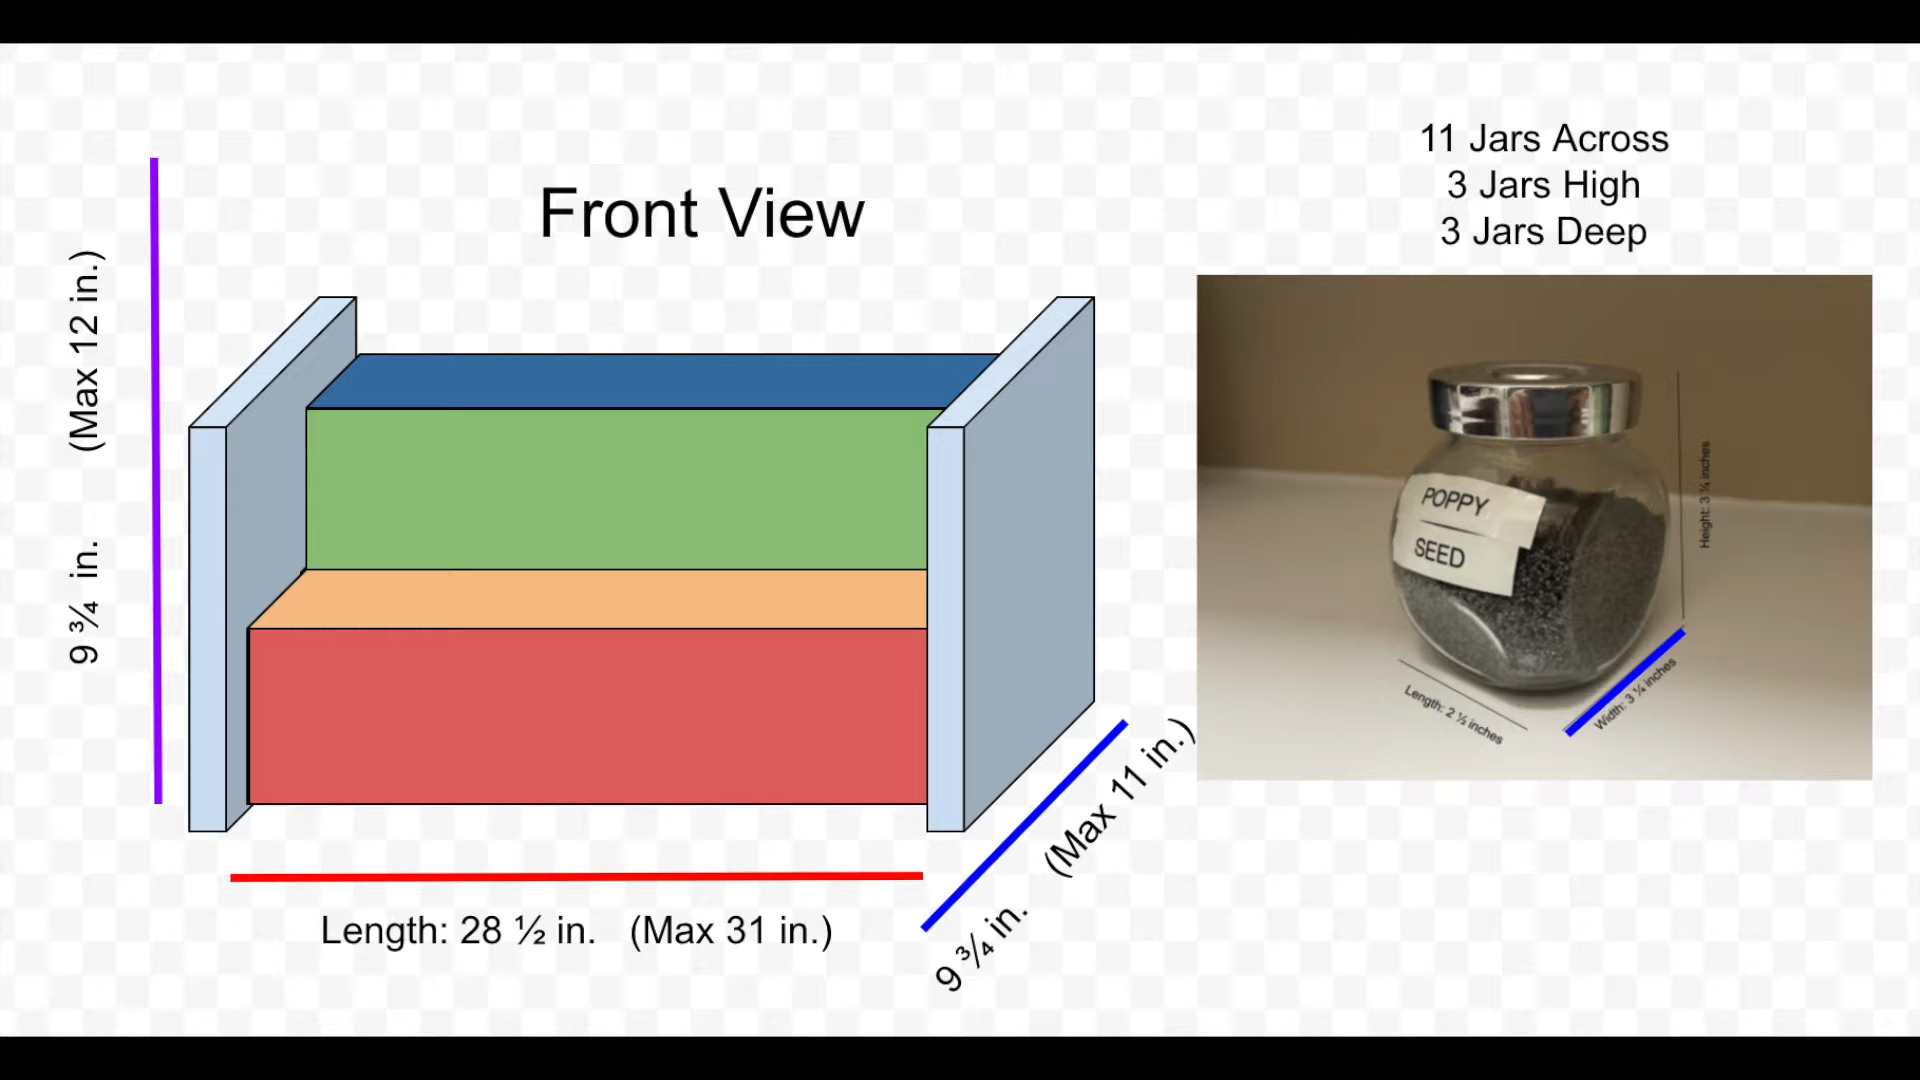 Front View
(Max 12 in.)
9 ¾ in.
Length: 28 ½ in. (Max 31 in.)
9 ¾ in.
(Max 11 in.)
11 Jars Across
3 Jars High
3 Jars Deep
POPPY
SEED
Height: 3 ¼ inches
Length: 2 ½ inches
Width: 3 ¼ inches